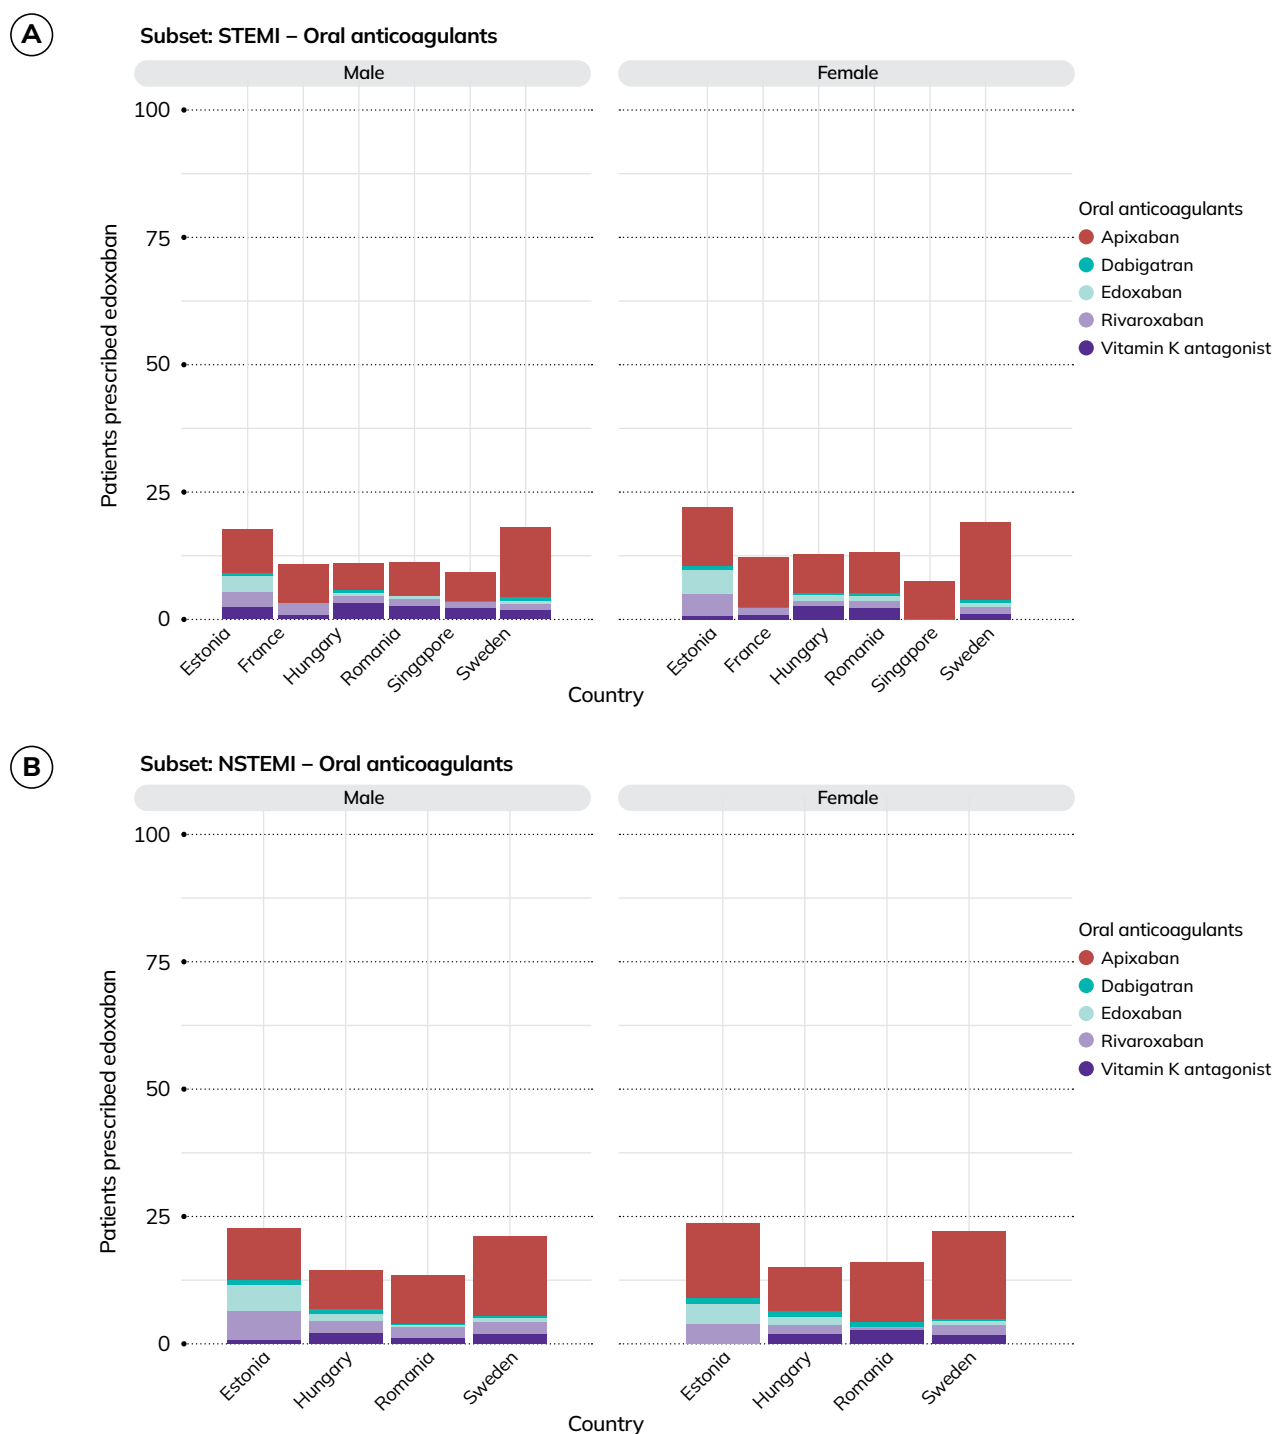 A
Subset: STEMI – Oral anticoagulants
Male
Female
100
75
50
25
0
Patients prescribed edoxaban
Estonia
France
Hungary
Romania
Singapore
Sweden
Estonia
France
Hungary
Romania
Singapore
Sweden
Country
Oral anticoagulants
Apixaban
Dabigatran
Edoxaban
Rivaroxaban
Vitamin K antagonist
B
Subset: NSTEMI – Oral anticoagulants
Male
Female
100
75
50
25
0
Patients prescribed edoxaban
Estonia
Hungary
Romania
Sweden
Estonia
Hungary
Romania
Sweden
Country
Oral anticoagulants
Apixaban
Dabigatran
Edoxaban
Rivaroxaban
Vitamin K antagonist